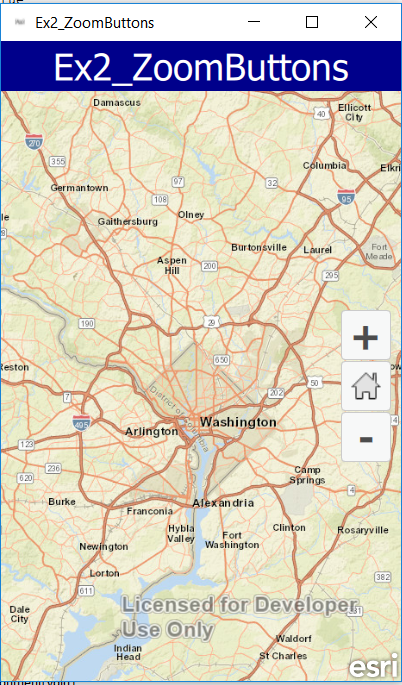 Ex2_ZoomButtons
Ex2_ZoomButtons
Damascus
Ellicott
City
40
270
355
Columbia
Elkri
97
32
Germantown
95
108
Gaithersburg
Olney
Burtonsville
Laurel
Fort
Meade
Aspen
Hill
200
295
190
29
+
650
Reston
50
202
7
District of Columbia
Washington
495
Arlington
4
-
123
236
Camp
Springs
620
4
Burke
Alexandria
Franconia
Hybla
Valley
Fort
Washington
Clinton
Rosaryville
Newington
Lorton
382
611
Dale
City
Licensed for Developer
Use Only
Indian
Head
Waldorf
St Charles
esri